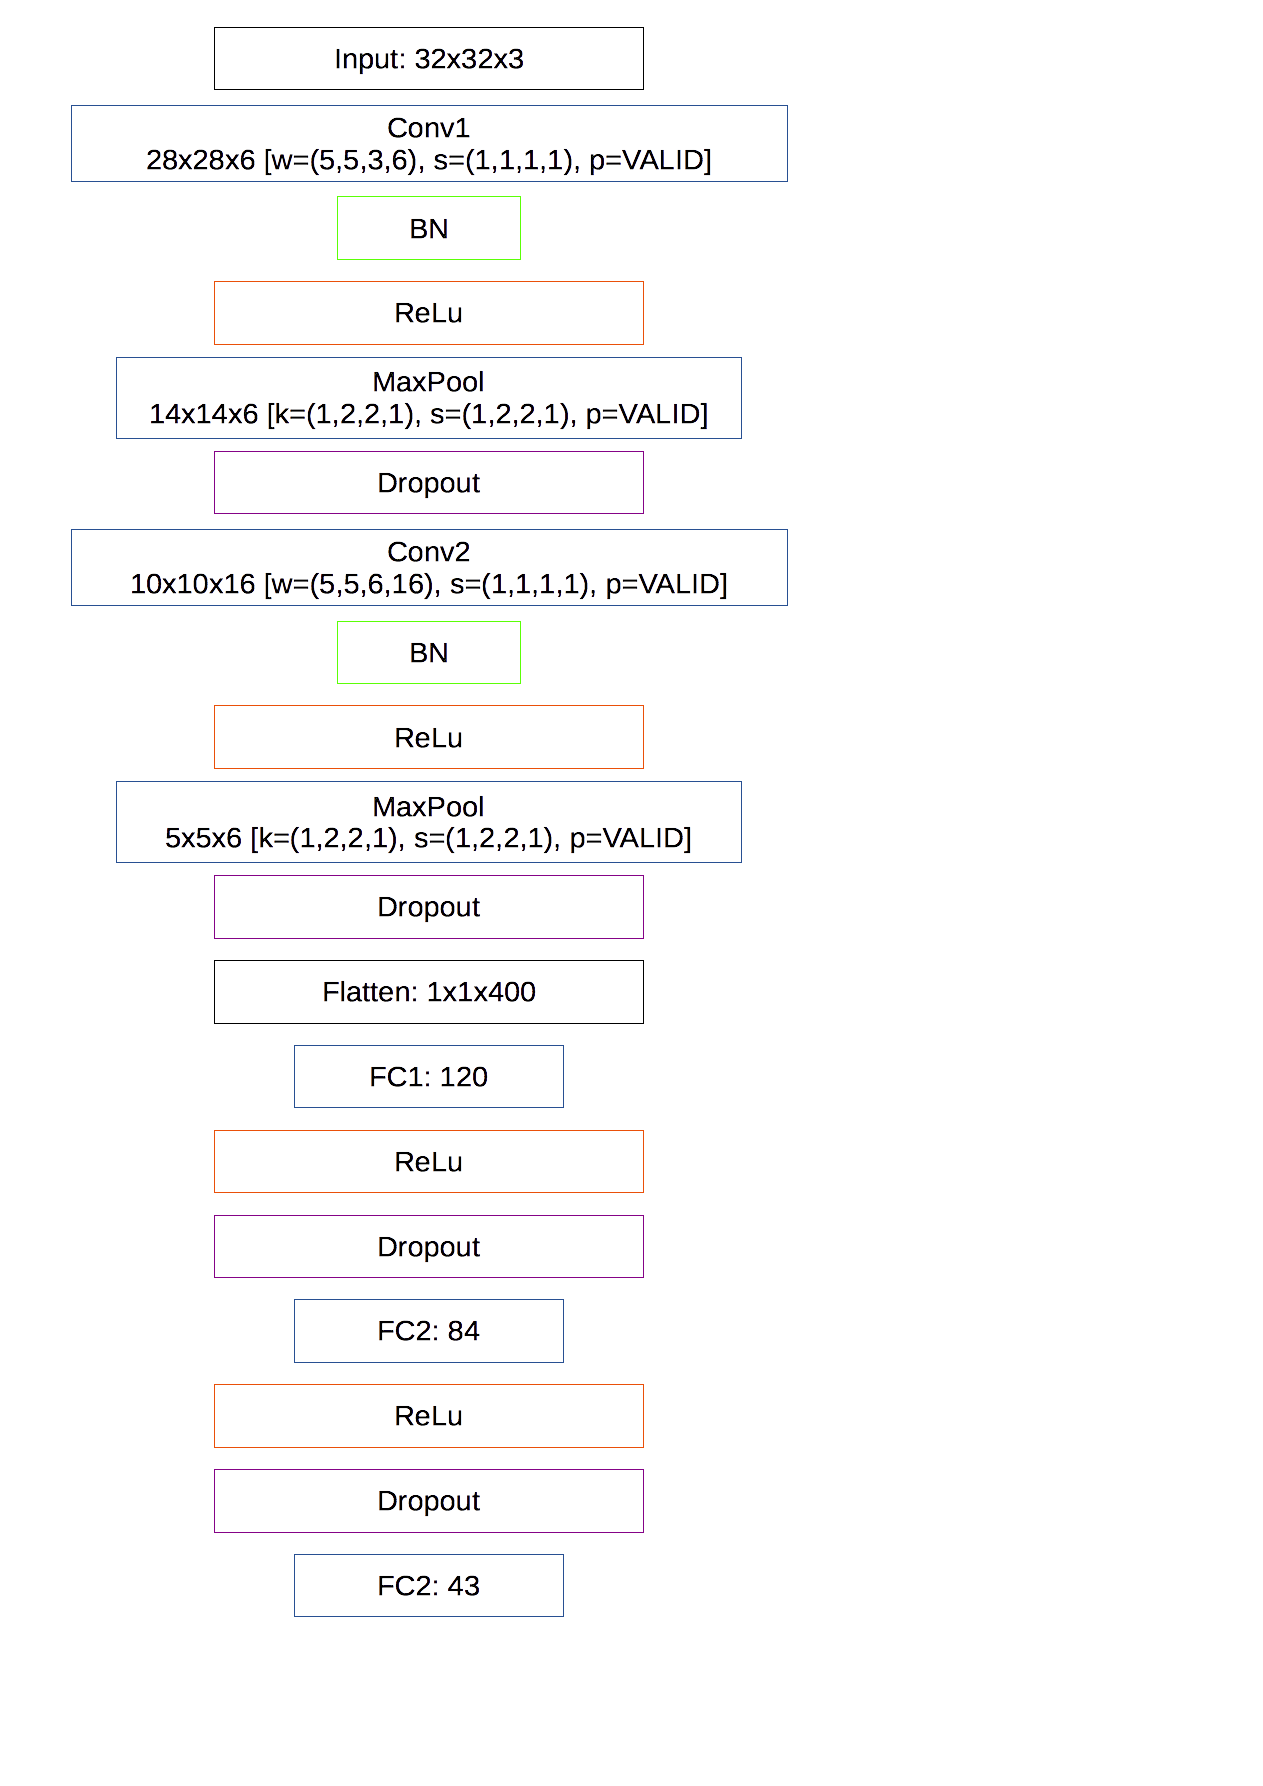 Input: 32x32x3
Conv1
28x28x6 [w=(5,5,3,6), s=(1,1,1,1), p=VALID]
BN
ReLu
MaxPool
14x14x6 [k=(1,2,2,1), s=(1,2,2,1), p=VALID]
Dropout
Conv2
10x10x16 [w=(5,5,6,16), s=(1,1,1,1), p=VALID]
BN
ReLu
MaxPool
5x5x6 [k=(1,2,2,1), s=(1,2,2,1), p=VALID]
Dropout
Flatten: 1x1x400
FC1: 120
ReLu
Dropout
FC2: 84
ReLu
Dropout
FC2: 43